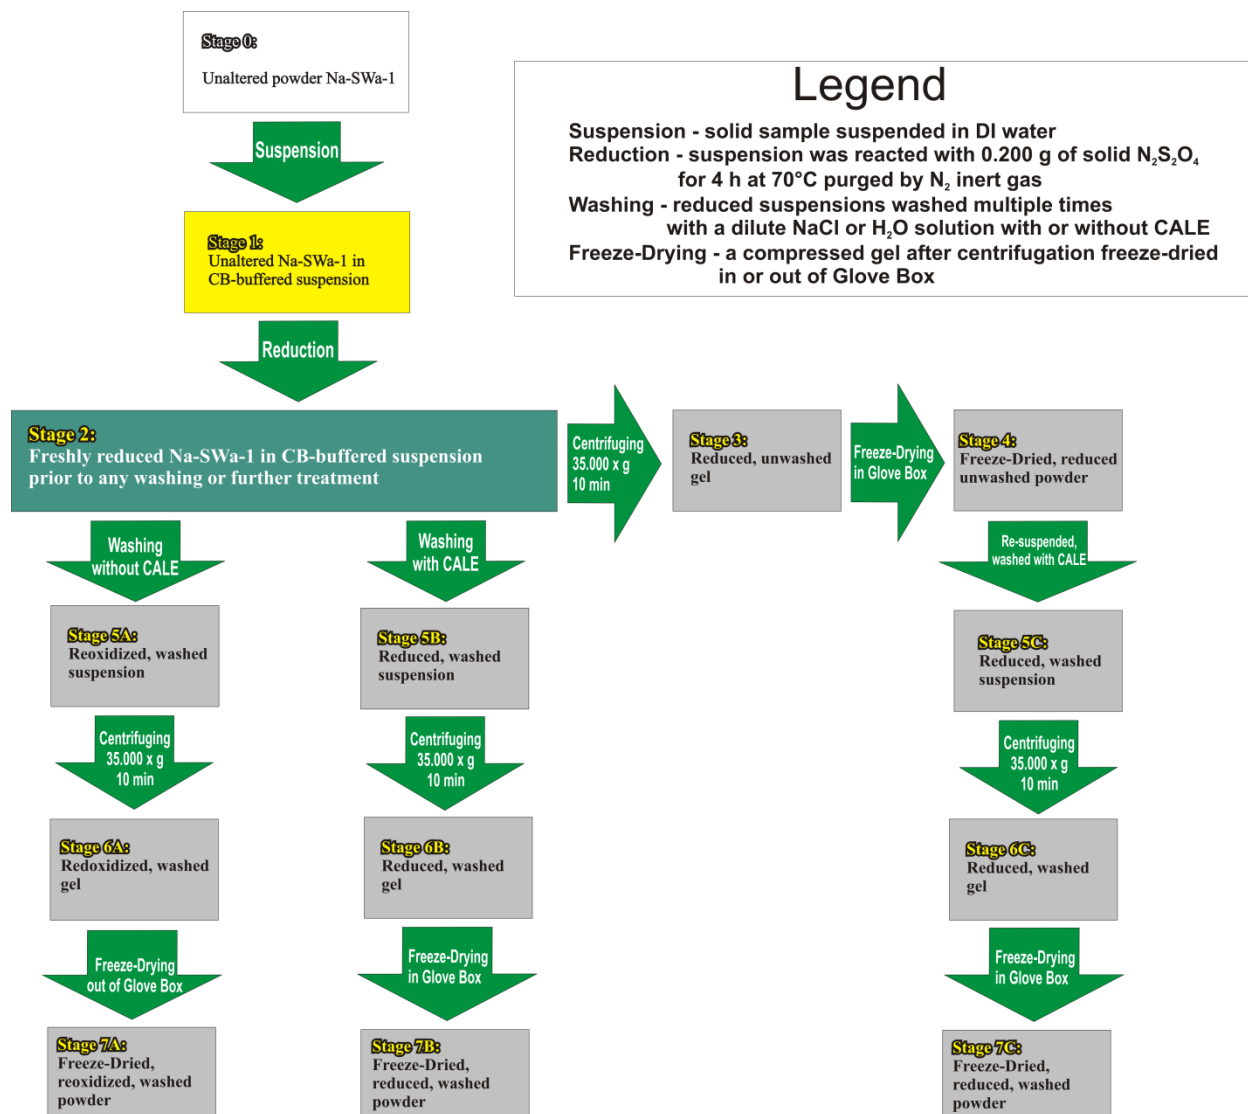 Stage 0:
Unaltered powder Na-SWa-1
Suspension
Stage 1:
Unaltered Na-SWa-1 in
CB-buffered suspension
Reduction
Legend
Suspension - solid sample suspended in DI water
Reduction - suspension was reacted with 0.200 g of solid N₂S₂O₄
for 4 h at 70°C purged by N₂ inert gas
Washing - reduced suspensions washed multiple times
with a dilute NaCl or H₂O solution with or without CALE
Freeze-Drying - a compressed gel after centrifugation freeze-dried
in or out of Glove Box
Stage 2:
Freshly reduced Na-SWa-1 in CB-buffered suspension
prior to any washing or further treatment
Centrifuging
35.000 x g
10 min
Stage 3:
Reduced, unwashed
gel
Freeze-Drying
in Glove Box
Stage 4:
Freeze-Dried, reduced
unwashed powder
Washing
without CALE
Washing
with CALE
Re-suspended,
washed with CALE
Stage 5A:
Reoxidized, washed
suspension
Stage 5B:
Reduced, washed
suspension
Stage 5C:
Reduced, washed
suspension
Centrifuging
35.000 x g
10 min
Centrifuging
35.000 x g
10 min
Centrifuging
35.000 x g
10 min
Stage 6A:
Redoxidized, washed
gel
Stage 6B:
Reduced, washed
gel
Stage 6C:
Reduced, washed
gel
Freeze-Drying
out of Glove Box
Freeze-Drying
in Glove Box
Freeze-Drying
in Glove Box
Stage 7A:
Freeze-Dried,
reoxidized, washed
powder
Stage 7B:
Freeze-Dried,
reduced, washed
powder
Stage 7C:
Freeze-Dried,
reduced, washed
powder